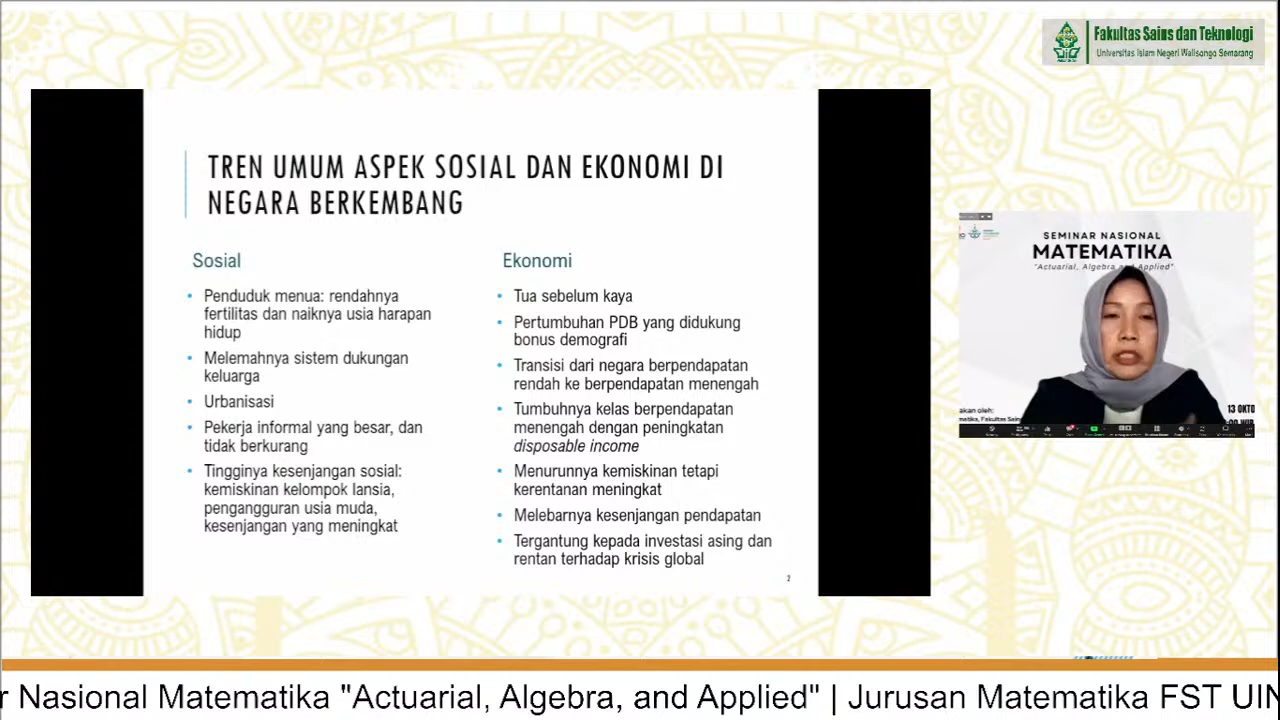 Fakultas Sains dan Teknologi
Universitas Islam Negeri Walisongo Semarang
TREN UMUM ASPEK SOSIAL DAN EKONOMI DI
NEGARA BERKEMBANG
Sosial
• Penduduk menua: rendahnya
fertilitas dan naiknya usia harapan
hidup
• Melemahnya sistem dukungan
keluarga
• Urbanisasi
• Pekerja informal yang besar, dan
tidak berkurang
• Tingginya kesenjangan sosial:
kemiskinan kelompok lansia,
pengangguran usia muda,
kesenjangan yang meningkat
Ekonomi
• Tua sebelum kaya
• Pertumbuhan PDB yang didukung
bonus demografi
• Transisi dari negara berpendapatan
rendah ke berpendapatan menengah
• Tumbuhnya kelas berpendapatan
menengah dengan peningkatan
disposable income
• Menurunnya kemiskinan tetapi
kerentanan meningkat
• Melebarnya kesenjangan pendapatan
• Tergantung kepada investasi asing dan
rentan terhadap krisis global
2
SEMINAR NASIONAL
MATEMATIKA
"Actuarial, Algebra and Applied"
akan oleh:
matika, Fakultas Sains
13 OKTO
WIB
r Nasional Matematika "Actuarial, Algebra, and Applied" | Jurusan Matematika FST UIN